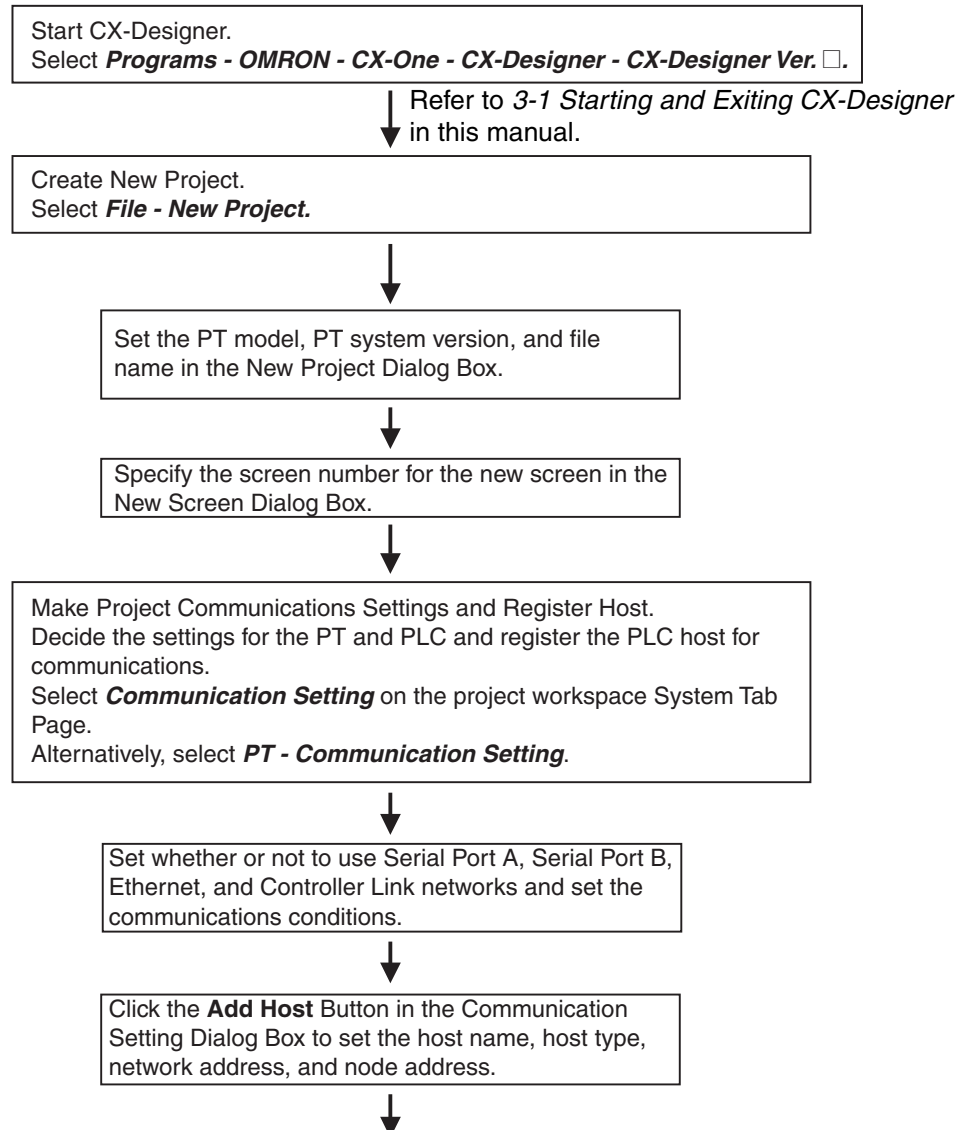 Start CX-Designer.
Select Programs - OMRON - CX-One - CX-Designer - CX-Designer Ver. □.
Refer to 3-1 Starting and Exiting CX-Designer
in this manual.
Create New Project.
Select File - New Project.
Set the PT model, PT system version, and file
name in the New Project Dialog Box.
Specify the screen number for the new screen in the
New Screen Dialog Box.
Make Project Communications Settings and Register Host.
Decide the settings for the PT and PLC and register the PLC host for
communications.
Select Communication Setting on the project workspace System Tab
Page.
Alternatively, select PT - Communication Setting.
Set whether or not to use Serial Port A, Serial Port B,
Ethernet, and Controller Link networks and set the
communications conditions.
Click the Add Host Button in the Communication
Setting Dialog Box to set the host name, host type,
network address, and node address.